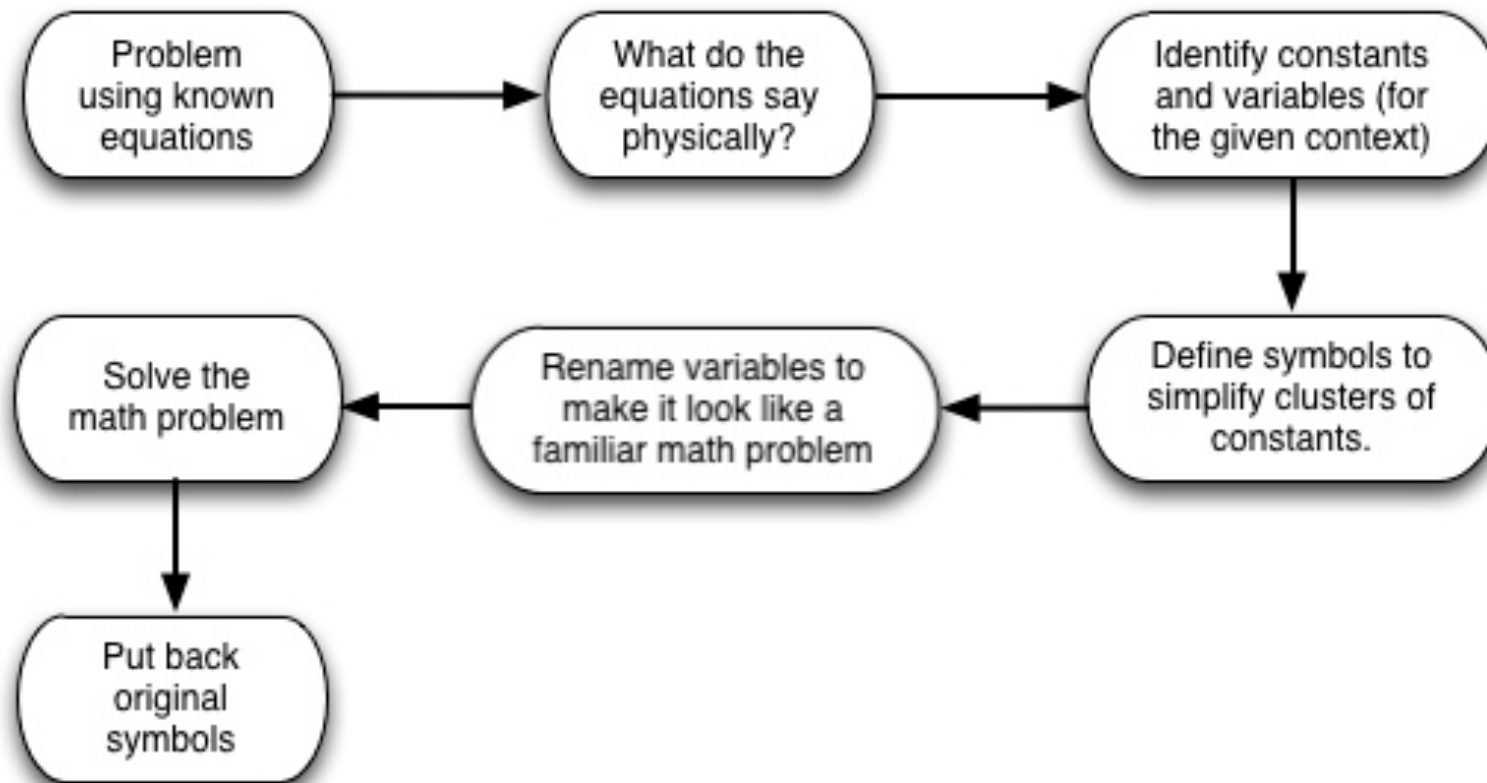 Problem
using known
equations
What do the
equations say
physically?
Identify constants
and variables (for
the given context)
Define symbols to
simplify clusters of
constants.
Rename variables to
make it look like a
familiar math problem
Solve the
math problem
Put back
original
symbols